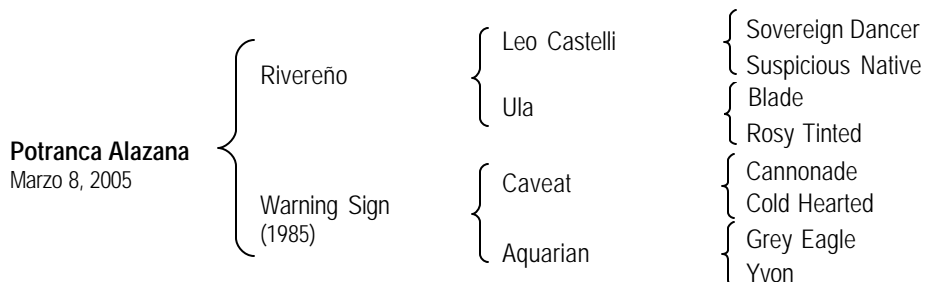 Potranca Alazana
Marzo 8, 2005
Rivereño
Warning Sign
(1985)
Leo Castelli
Ula
Caveat
Aquarian
Sovereign Dancer
Suspicious Native
Blade
Rosy Tinted
Cannonade
Cold Hearted
Grey Eagle
Yvon